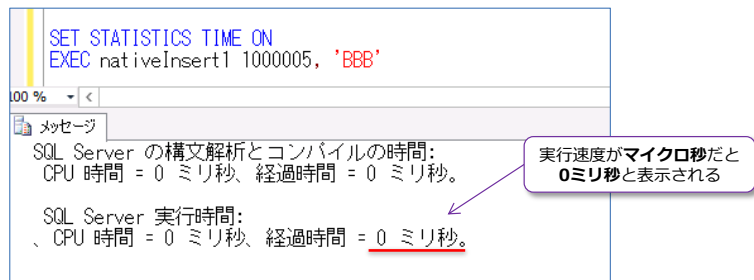 SET STATISTICS TIME ON
EXEC nativeInsert1 1000005, 'BBB'
100 %
メッセージ
SQL Server の構文解析とコンパイルの時間:
CPU 時間 = 0 ミリ秒、経過時間 = 0 ミリ秒。
実行速度がマイクロ秒だと
0ミリ秒と表示される
SQL Server 実行時間:
、CPU 時間 = 0 ミリ秒、経過時間 = 0 ミリ秒。